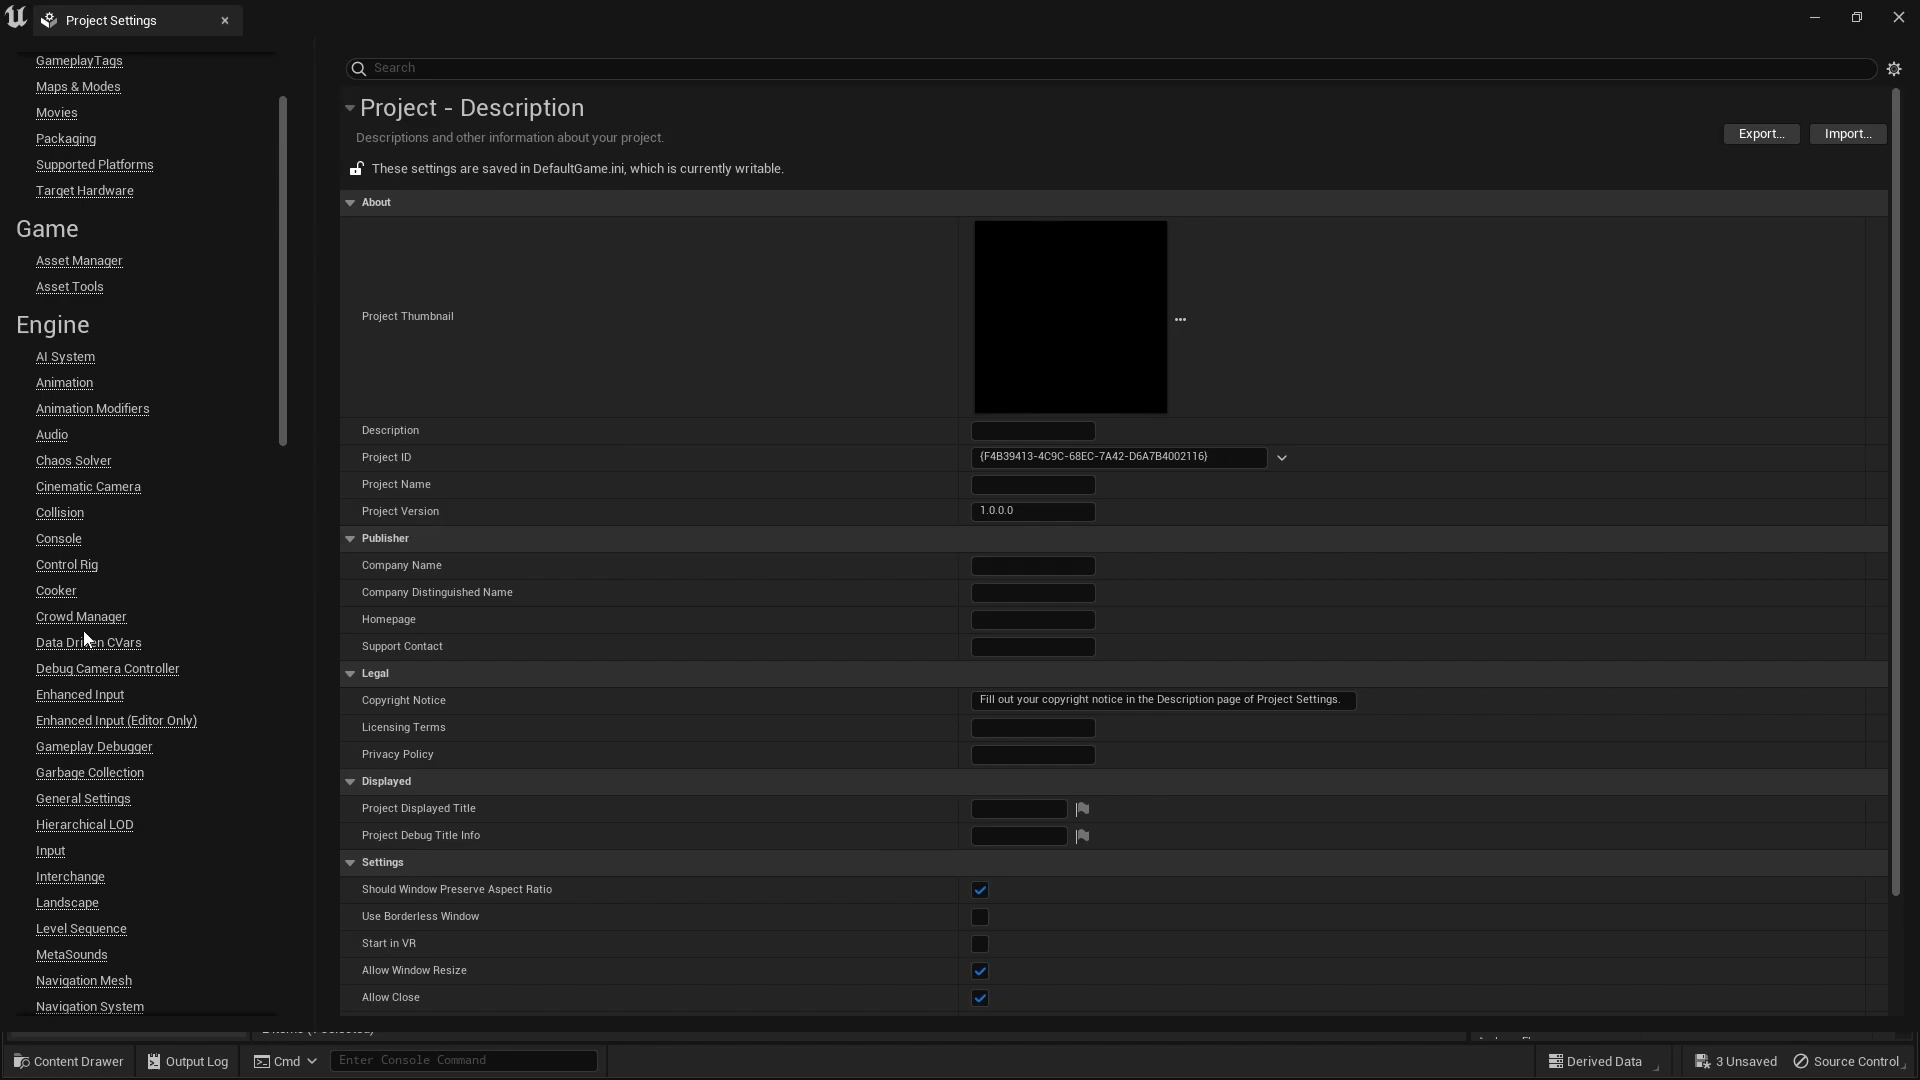 Project Settings
GameplayTags
Maps & Modes
Movies
Packaging
Supported Platforms
Target Hardware
Game
Asset Manager
Asset Tools
Engine
AI System
Animation
Animation Modifiers
Audio
Chaos Solver
Cinematic Camera
Collision
Console
Control Rig
Cooker
Crowd Manager
Data Driven CVars
Debug Camera Controller
Enhanced Input
Enhanced Input (Editor Only)
Gameplay Debugger
Garbage Collection
General Settings
Hierarchical LOD
Input
Interchange
Landscape
Level Sequence
MetaSounds
Navigation Mesh
Navigation System
Search
Project - Description
Descriptions and other information about your project.
Export...
Import...
These settings are saved in DefaultGame.ini, which is currently writable.
About
Project Thumbnail
Description
Project ID
{F4B39413-4C9C-68EC-7A42-D6A7B4002116}
Project Name
Project Version
1.0.0.0
Publisher
Company Name
Company Distinguished Name
Homepage
Support Contact
Legal
Copyright Notice
Fill out your copyright notice in the Description page of Project Settings.
Licensing Terms
Privacy Policy
Displayed
Project Displayed Title
Project Debug Title Info
Settings
Should Window Preserve Aspect Ratio
Use Borderless Window
Start in VR
Allow Window Resize
Allow Close
Content Drawer
Output Log
Cmd
Enter Console Command
Derived Data
3 Unsaved
Source Control